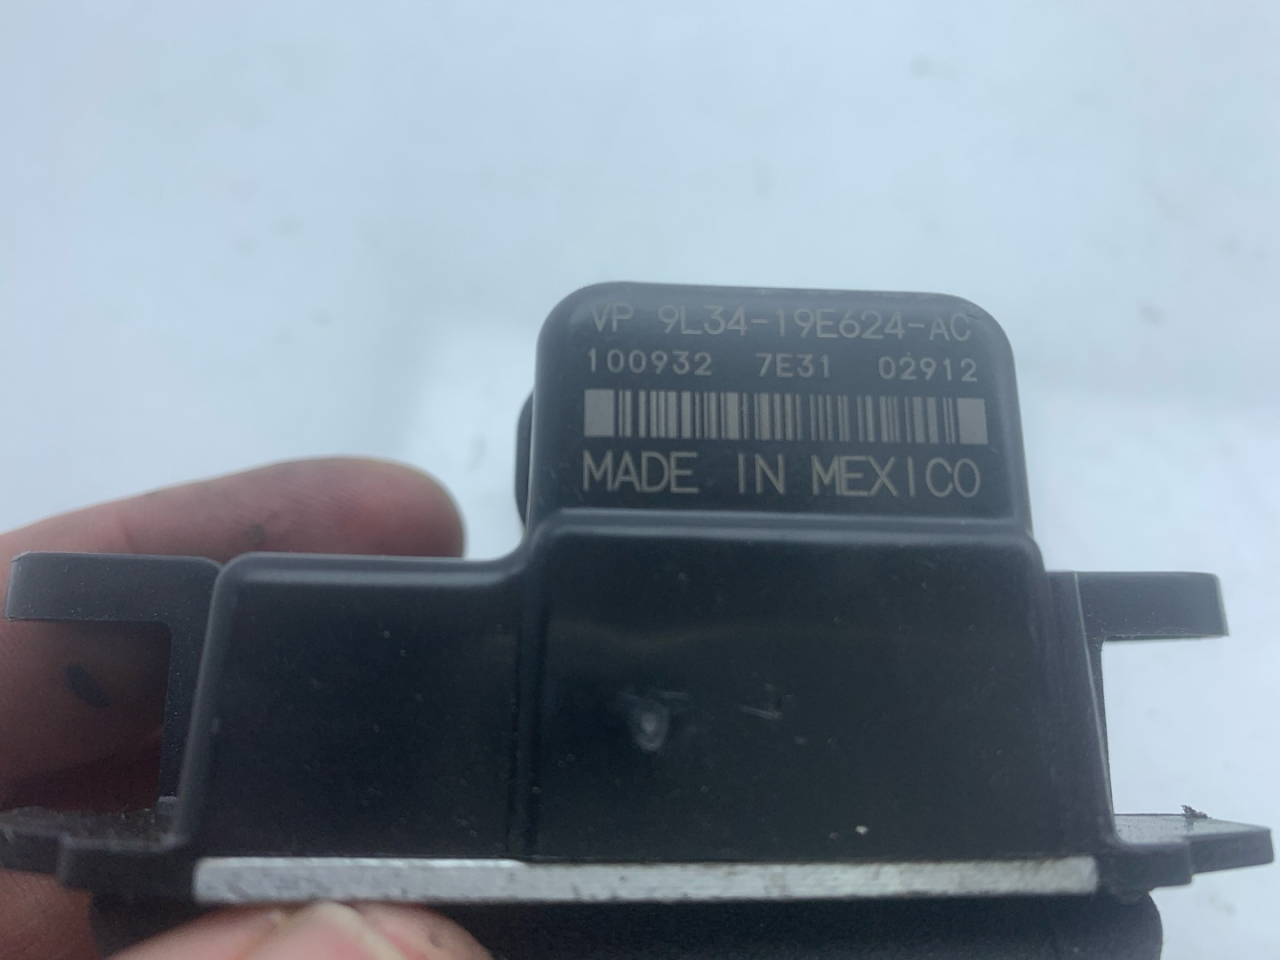 VP 9L34-19E624-AC
100932 7E31 02912
MADE IN MEXICO